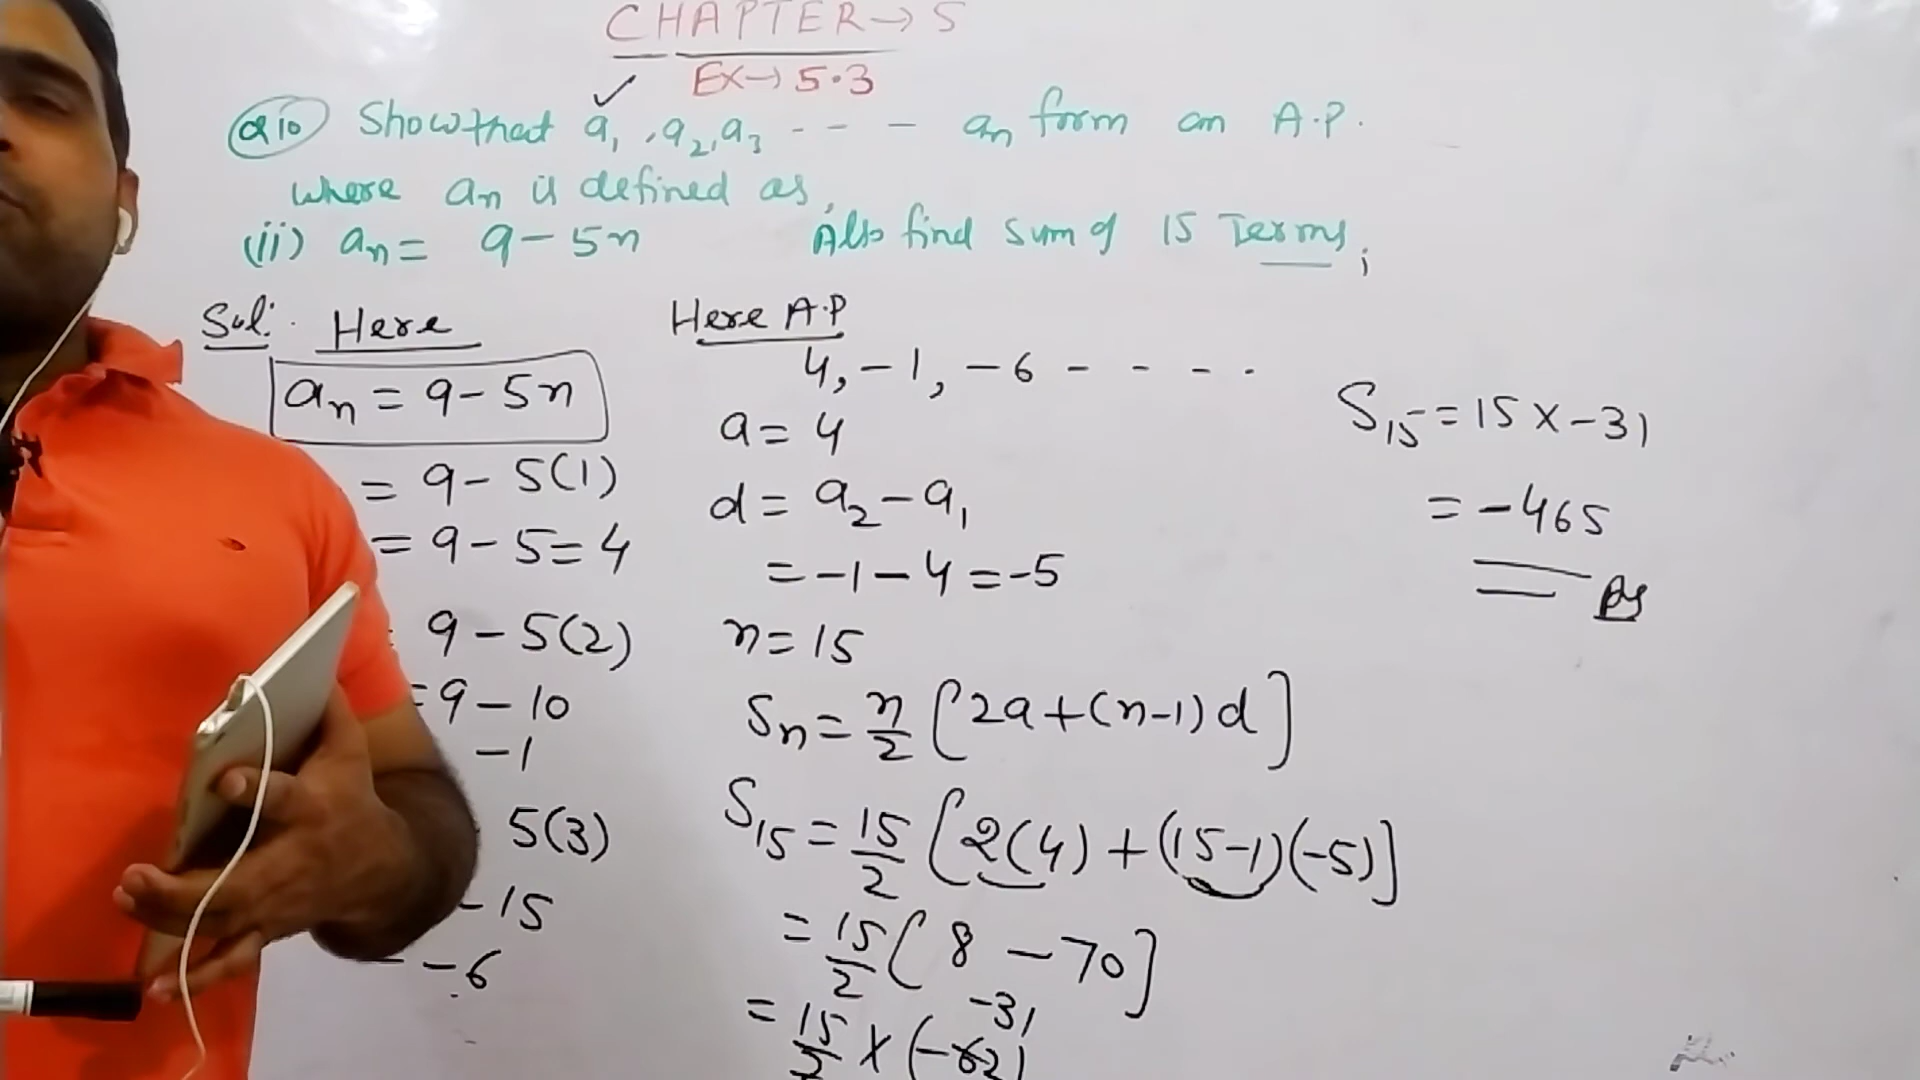 CHAPTER → 5
EX → 5.3
Q10 Show that a₁, a₂, a₃ - - - aₙ form an A.P.
where aₙ is defined as,
(ii) aₙ = 9 - 5n Also find sum of 15 Terms;
Sol: Here
aₙ = 9 - 5n
= 9 - 5(1)
= 9 - 5 = 4
9 - 5(2)
= 9 - 10
-1
5(3)
- 15
= -6
Here A.P
4, -1, -6 - - - -
a = 4
d = a₂ - a₁
= -1 - 4 = -5
n = 15
Sₙ = n/2 [2a + (n-1)d]
S₁₅ = 15/2 [2(4) + (15-1)(-5)]
= 15/2 [8 - 70]
-31
= 15/2 × (-62)
S₁₅ = 15 × -31
= -465